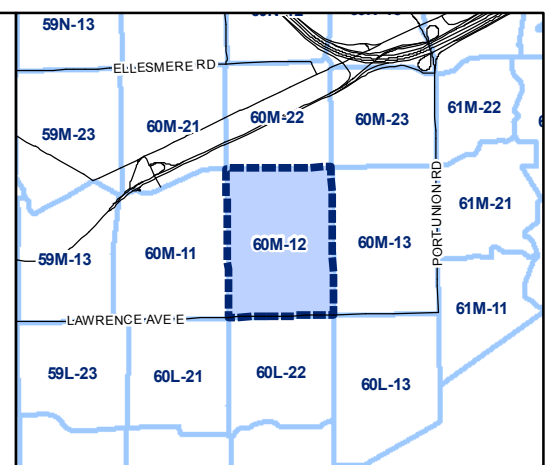 59N-13
ELLESMERE RD
59M-23
60M-21
60M-22
60M-23
61M-22
59M-13
60M-11
60M-12
60M-13
PORT UNION RD
61M-21
LAWRENCE AVE E
61M-11
59L-23
60L-21
60L-22
60L-13